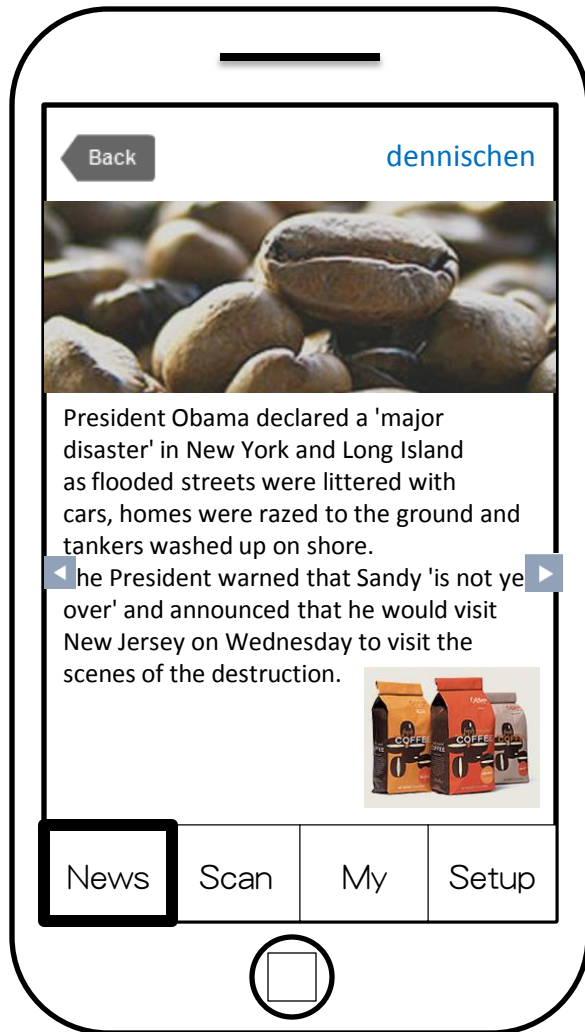 Back
dennischen
President Obama declared a 'major
disaster' in New York and Long Island
as flooded streets were littered with
cars, homes were razed to the ground and
tankers washed up on shore.
he President warned that Sandy 'is not ye
over' and announced that he would visit
New Jersey on Wednesday to visit the
scenes of the destruction.
COFFEE
COFFEE
COFFEE
News
Scan
My
Setup